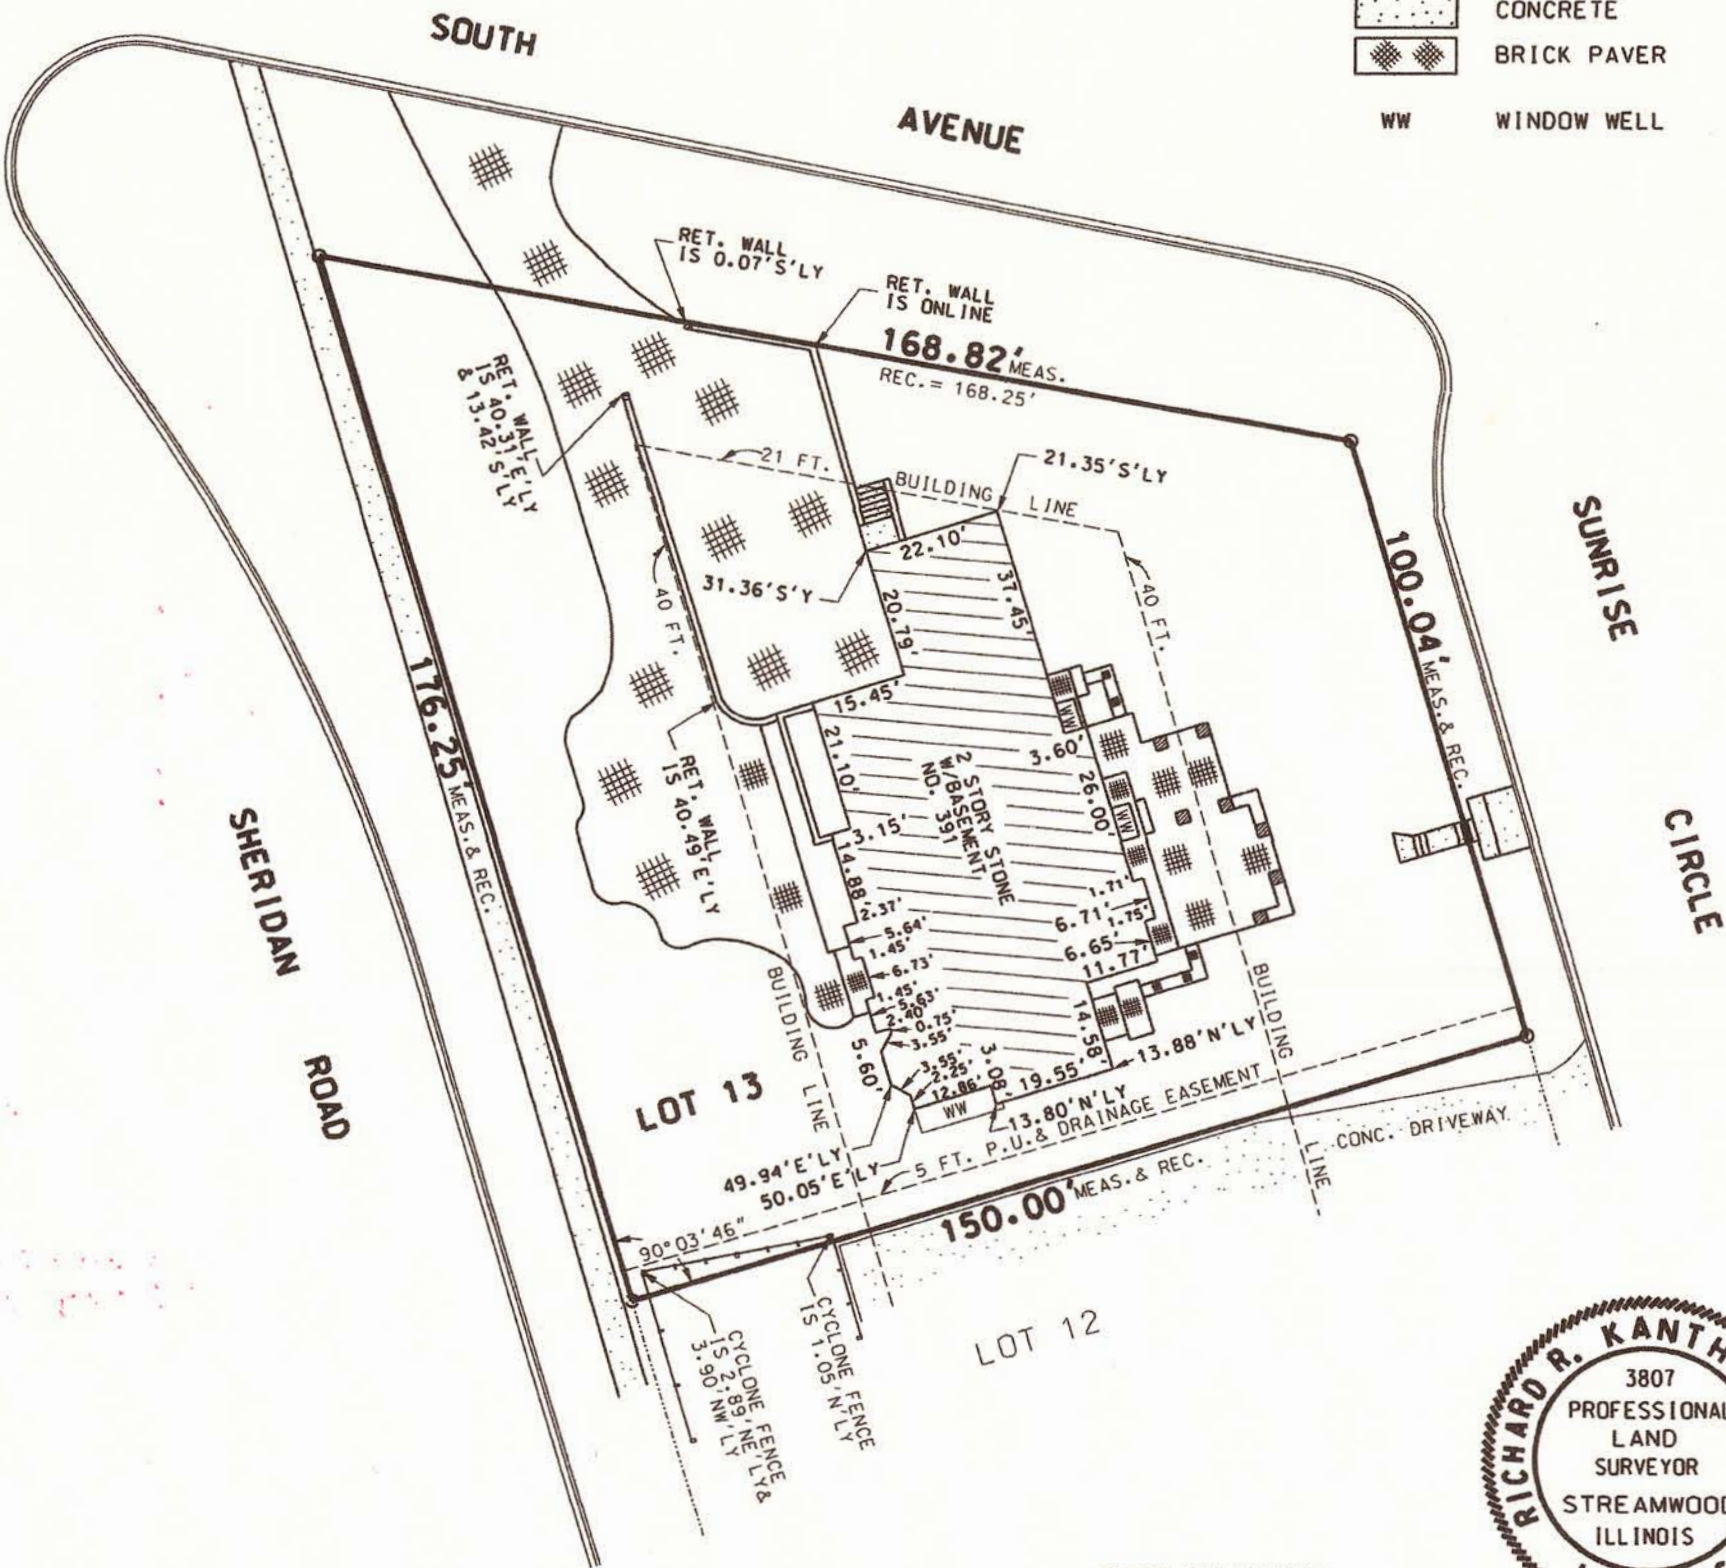 CONCRETE
BRICK PAVER
WW WINDOW WELL
SOUTH
AVENUE
RET. WALL
IS 0.07'S'LY
RET. WALL
IS ONLINE
168.82' MEAS.
REC.= 168.25'
RET. WALL
IS 40.31'E'LY
& 13.42'S'LY
21 FT.
BUILDING
LINE
21.35'S'LY
22.10'
31.36'S'Y
20.79'
37.45'
40 FT.
40 FT.
SUNRISE
CIRCLE
100.04' MEAS.& REC.
176.25' MEAS.& REC.
SHERIDAN
ROAD
15.45'
21.10'
RET. WALL
IS 40.49'E'LY
3.60'
26.00'
WW
WW
2 STORY STONE
W/BASEMENT
NO. 391
3.15'
14.88'
2.37'
5.64'
1.45'
6.73'
1.45'
5.63'
2.40'
0.75'
3.55'
5.60'
3.55'
2.25'
12.86'
3.08'
19.55'
14.58'
1.71'
6.71'
1.75'
6.65'
11.77'
13.88'N'LY
13.80'N'LY
WW
BUILDING
LINE
BUILDING
LINE
LOT 13
49.94'E'LY
50.05'E'LY
5 FT. P.U.& DRAINAGE EASEMENT
CONC. DRIVEWAY
150.00' MEAS.& REC.
90°03'46"
CYCLONE FENCE
IS 1.05'N'LY
CYCLONE FENCE
IS 2.89'NE'LY&
3.90'NW'LY
LOT 12
RICHARD R. KANTH
3807
PROFESSIONAL
LAND
SURVEYOR
STREAMWOOD
ILLINOIS